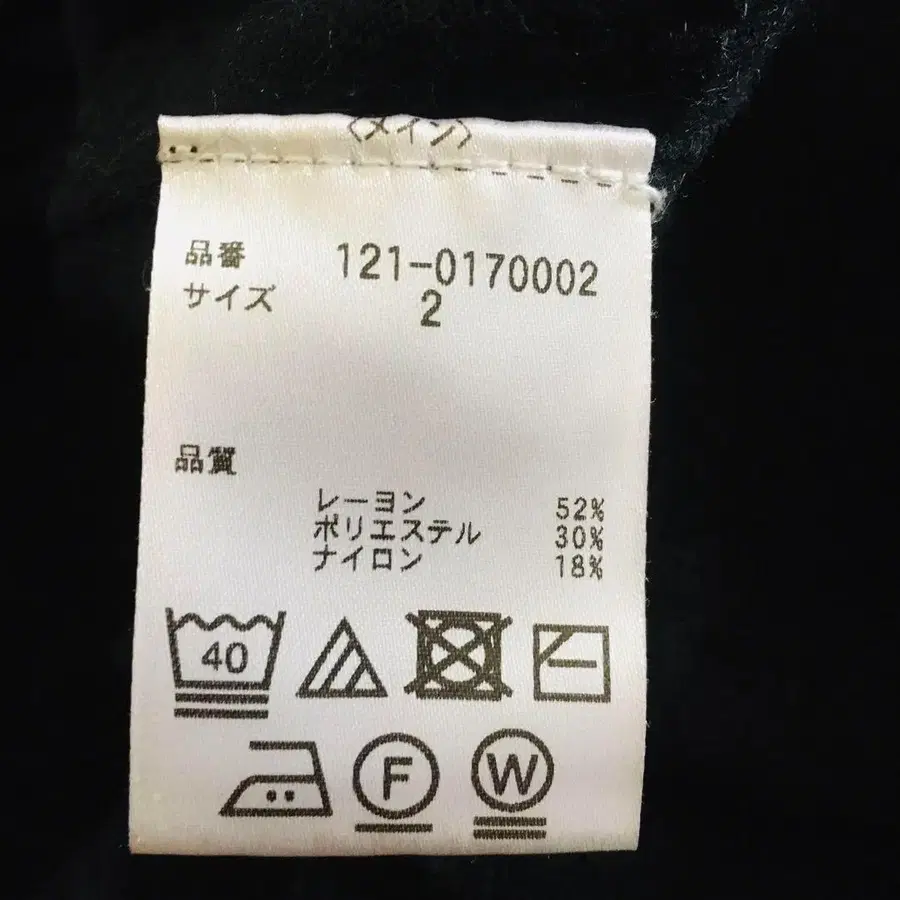 〈メイン〉
品番 121-0170002
サイズ 2
品質
レーヨン 52%
ポリエステル 30%
ナイロン 18%
40
F W